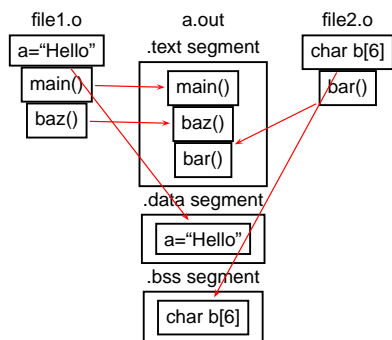 file1.o
a=“Hello”
main()
baz()
a.out
.text segment
main()
baz()
bar()
.data segment
a=“Hello”
.bss segment
char b[6]
file2.o
char b[6]
bar()